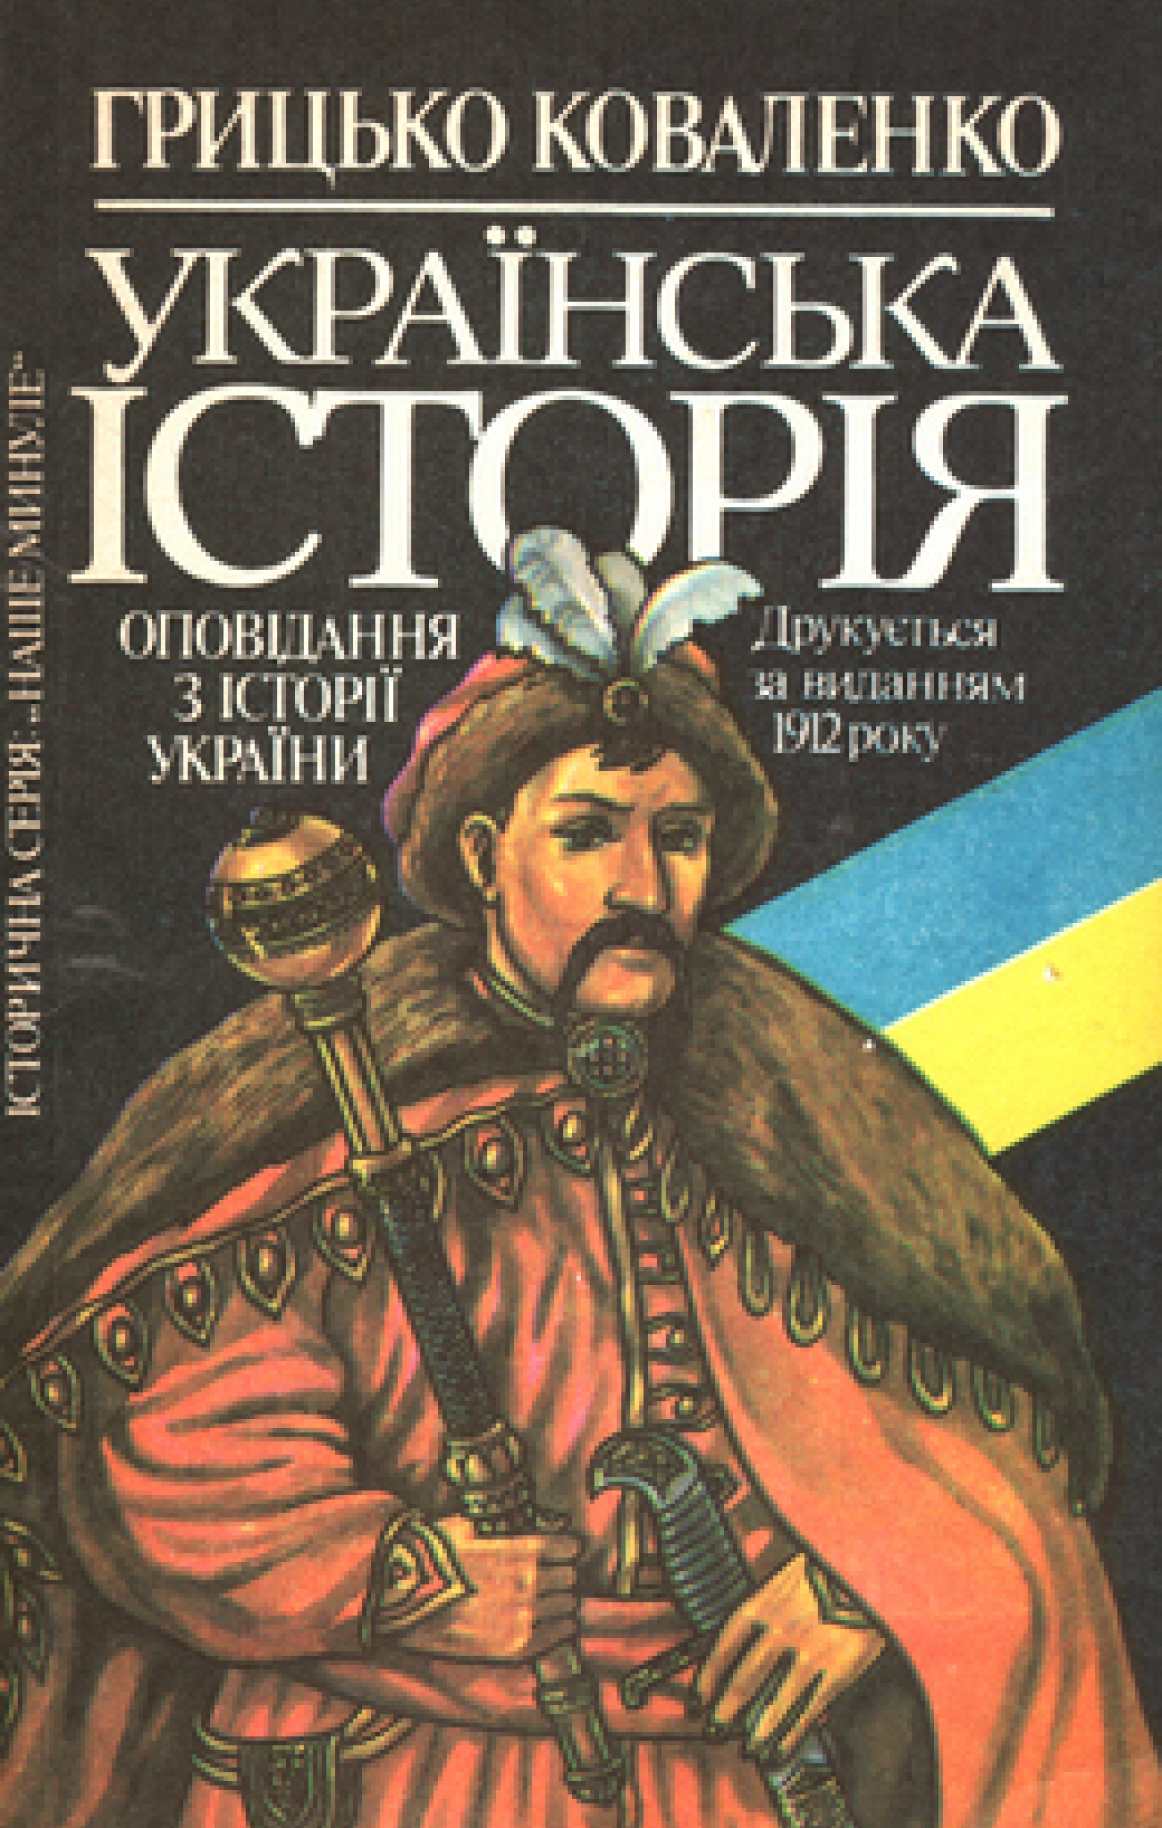 ГРИЦЬКО КОВАЛЕНКО
УКРАЇНСЬКА
ІСТОРІЯ
ОПОВІДАННЯ
З ІСТОРІЇ
УКРАЇНИ
Друкується
за виданням
1912 року
ІСТОРИЧНА СЕРІЯ: „НАШЕ МИНУЛЕ“